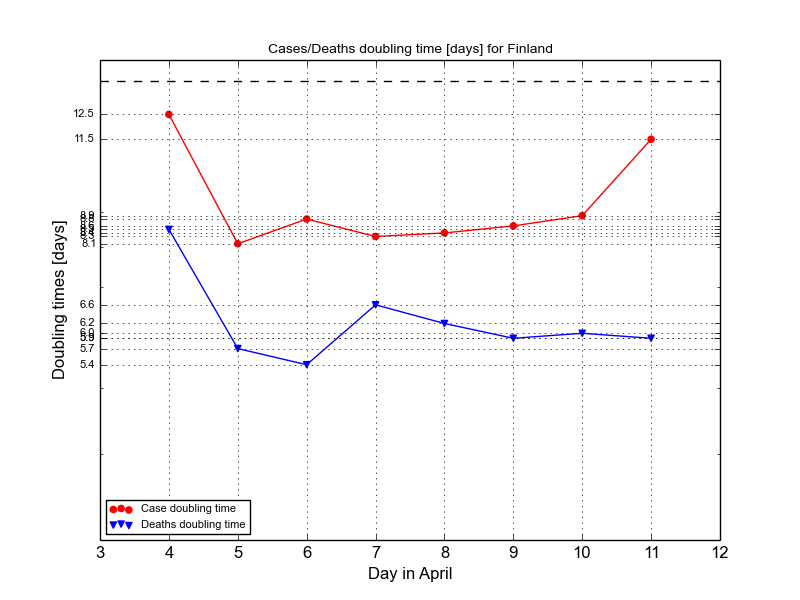 Cases/Deaths doubling time [days] for Finland
12.5
11.5
8.9
8.1
6.6
6.2
6.0
5.9
5.7
5.4
Doubling times [days]
Case doubling time
Deaths doubling time
3 4 5 6 7 8 9 10 11 12
Day in April